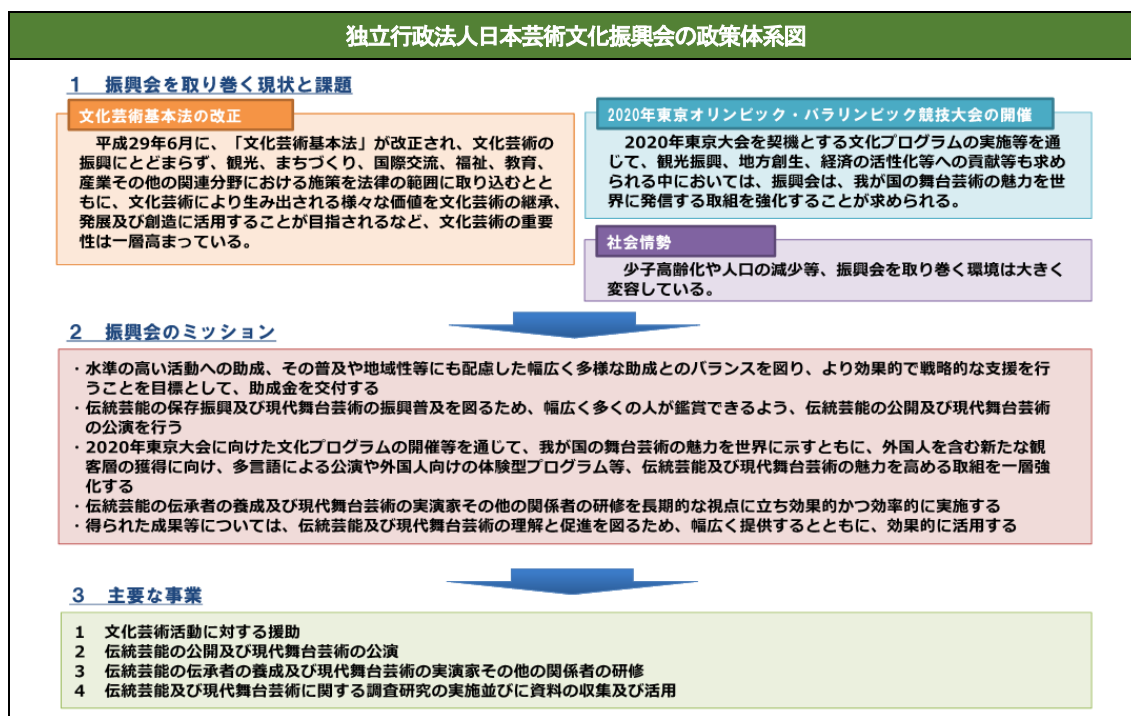 独立行政法人日本芸術文化振興会の政策体系図
1 振興会を取り巻く現状と課題
文化芸術基本法の改正
平成29年6月に、「文化芸術基本法」が改正され、文化芸術の
振興にとどまらず、観光、まちづくり、国際交流、福祉、教育、
産業その他の関連分野における施策を法律の範囲に取り込むとと
もに、文化芸術により生み出される様々な価値を文化芸術の継承、
発展及び創造に活用することが目指されるなど、文化芸術の重要
性は一層高まっている。
2020年東京オリンピック・パラリンピック競技大会の開催
2020年東京大会を契機とする文化プログラムの実施等を通
じて、観光振興、地方創生、経済の活性化等への貢献等も求め
られる中においては、振興会は、我が国の舞台芸術の魅力を世
界に発信する取組を強化することが求められる。
社会情勢
少子高齢化や人口の減少等、振興会を取り巻く環境は大きく
変容している。
2 振興会のミッション
・水準の高い活動への助成、その普及や地域性等にも配慮した幅広く多様な助成とのバランスを図り、より効果的で戦略的な支援を行
うことを目標として、助成金を交付する
・伝統芸能の保存振興及び現代舞台芸術の振興普及を図るため、幅広く多くの人が鑑賞できるよう、伝統芸能の公開及び現代舞台芸術
の公演を行う
・2020年東京大会に向けた文化プログラムの開催等を通じて、我が国の舞台芸術の魅力を世界に示すともに、外国人を含む新たな観
客層の獲得に向け、多言語による公演や外国人向けの体験型プログラム等、伝統芸能及び現代舞台芸術の魅力を高める取組を一層強
化する
・伝統芸能の伝承者の養成及び現代舞台芸術の実演家その他の関係者の研修を長期的な視点に立ち効果的かつ効率的に実施する
・得られた成果等については、伝統芸能及び現代舞台芸術の理解と促進を図るため、幅広く提供するとともに、効果的に活用する
3 主要な事業
1 文化芸術活動に対する援助
2 伝統芸能の公開及び現代舞台芸術の公演
3 伝統芸能の伝承者の養成及び現代舞台芸術の実演家その他の関係者の研修
4 伝統芸能及び現代舞台芸術に関する調査研究の実施並びに資料の収集及び活用